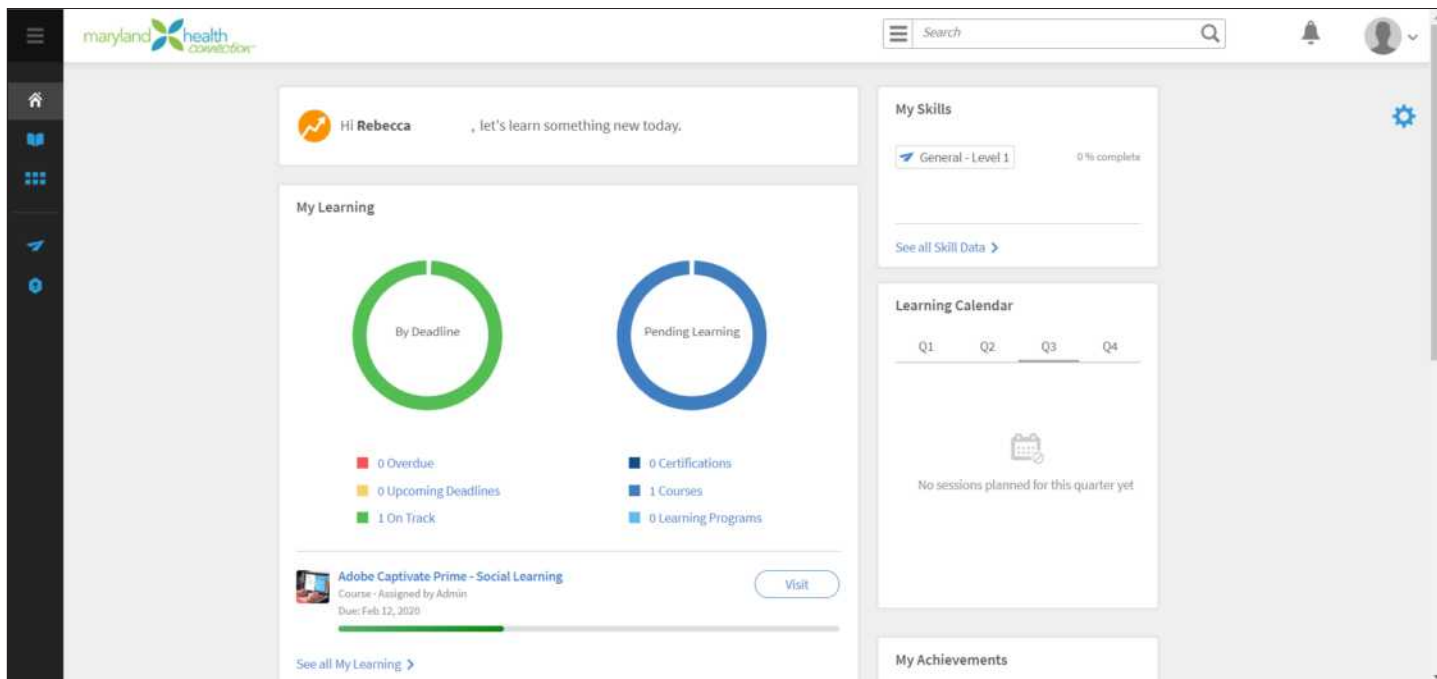 maryland health connection
Search
Hi Rebecca , let's learn something new today.
My Learning
By Deadline
Pending Learning
0 Overdue
0 Upcoming Deadlines
1 On Track
0 Certifications
1 Courses
0 Learning Programs
Adobe Captivate Prime - Social Learning
Course - Assigned by Admin
Due: Feb 12, 2020
Visit
See all My Learning
My Skills
General - Level 1
0 % complete
See all Skill Data
Learning Calendar
Q1 Q2 Q3 Q4
No sessions planned for this quarter yet
My Achievements